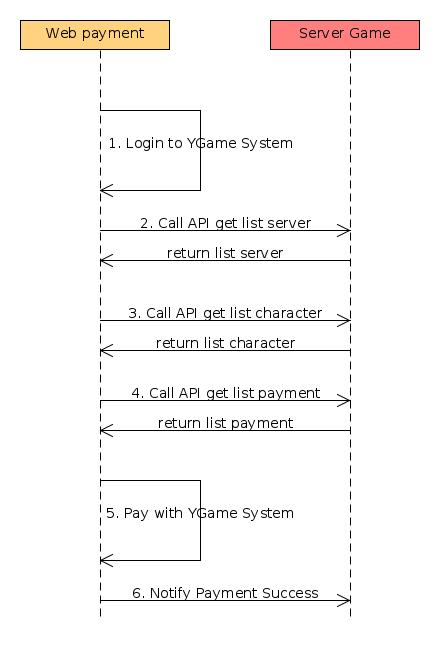 Web payment
Server Game
1. Login to YGame System
2. Call API get list server
return list server
3. Call API get list character
return list character
4. Call API get list payment
return list payment
5. Pay with YGame System
6. Notify Payment Success